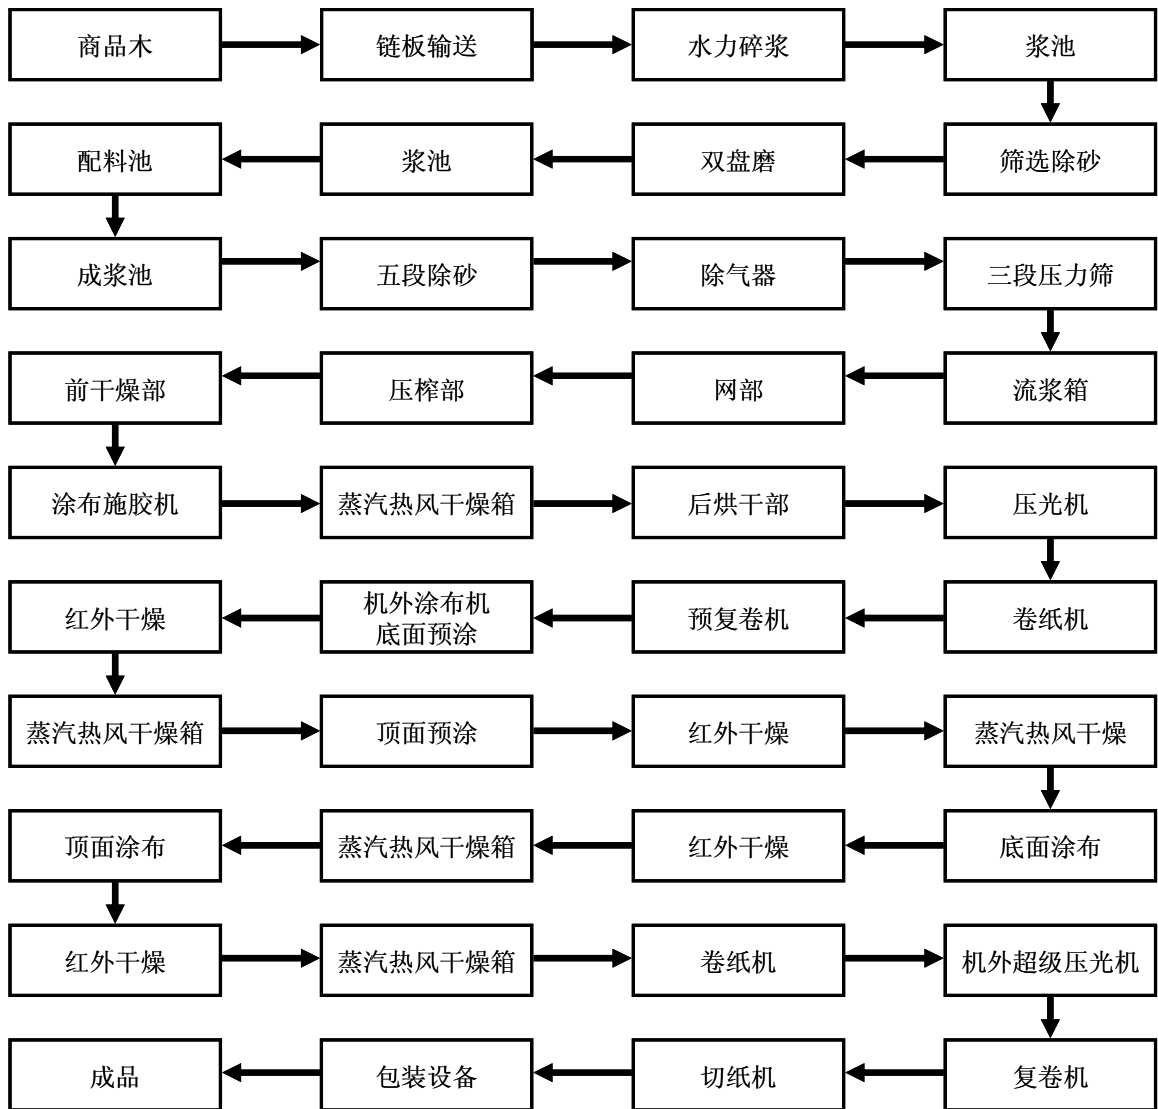 商品木
链板输送
水力碎浆
浆池
配料池
浆池
双盘磨
筛选除砂
成浆池
五段除砂
除气器
三段压力筛
前干燥部
压榨部
网部
流浆箱
涂布施胶机
蒸汽热风干燥箱
后烘干部
压光机
红外干燥
机外涂布机
底面预涂
预复卷机
卷纸机
蒸汽热风干燥箱
顶面预涂
红外干燥
蒸汽热风干燥
顶面涂布
蒸汽热风干燥箱
红外干燥
底面涂布
红外干燥
蒸汽热风干燥箱
卷纸机
机外超级压光机
成品
包装设备
切纸机
复卷机